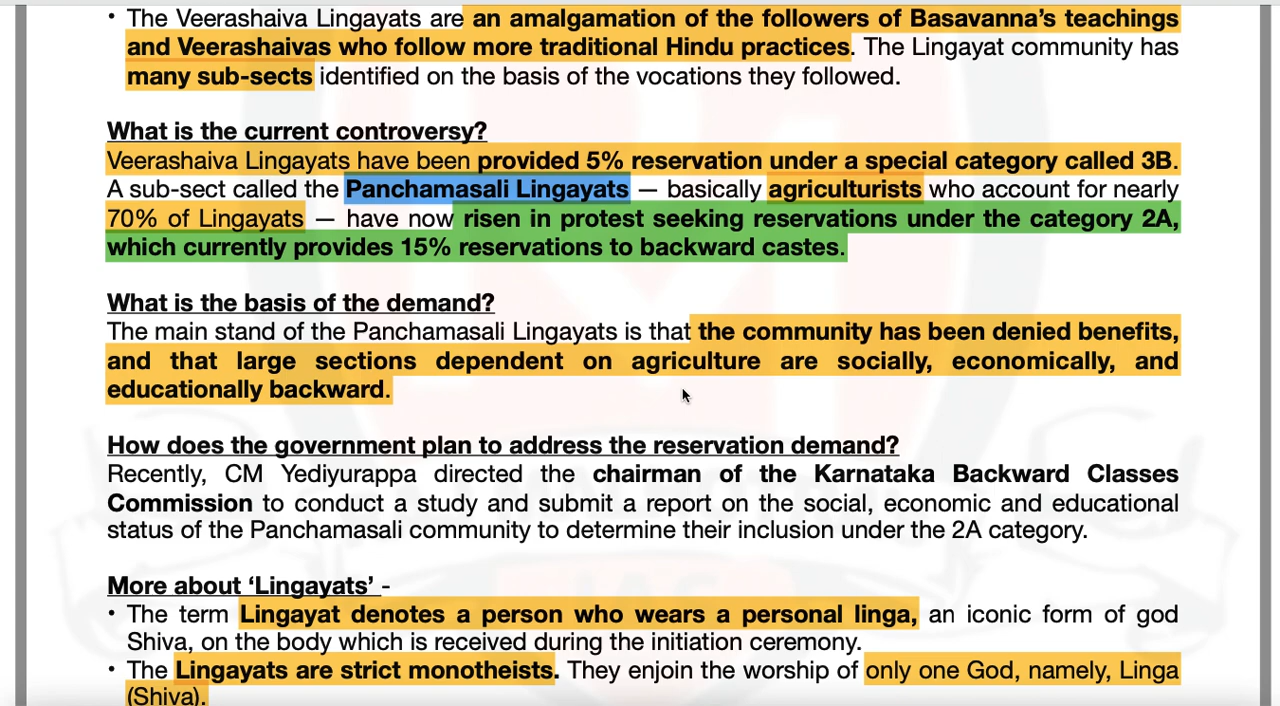 • The Veerashaiva Lingayats are an amalgamation of the followers of Basavanna's teachings
and Veerashaivas who follow more traditional Hindu practices. The Lingayat community has
many sub-sects identified on the basis of the vocations they followed.
What is the current controversy?
Veerashaiva Lingayats have been provided 5% reservation under a special category called 3B.
A sub-sect called the Panchamasali Lingayats — basically agriculturists who account for nearly
70% of Lingayats — have now risen in protest seeking reservations under the category 2A,
which currently provides 15% reservations to backward castes.
What is the basis of the demand?
The main stand of the Panchamasali Lingayats is that the community has been denied benefits,
and that large sections dependent on agriculture are socially, economically, and
educationally backward.
How does the government plan to address the reservation demand?
Recently, CM Yediyurappa directed the chairman of the Karnataka Backward Classes
Commission to conduct a study and submit a report on the social, economic and educational
status of the Panchamasali community to determine their inclusion under the 2A category.
More about ‘Lingayats’ -
• The term Lingayat denotes a person who wears a personal linga, an iconic form of god
Shiva, on the body which is received during the initiation ceremony.
• The Lingayats are strict monotheists. They enjoin the worship of only one God, namely, Linga
(Shiva).